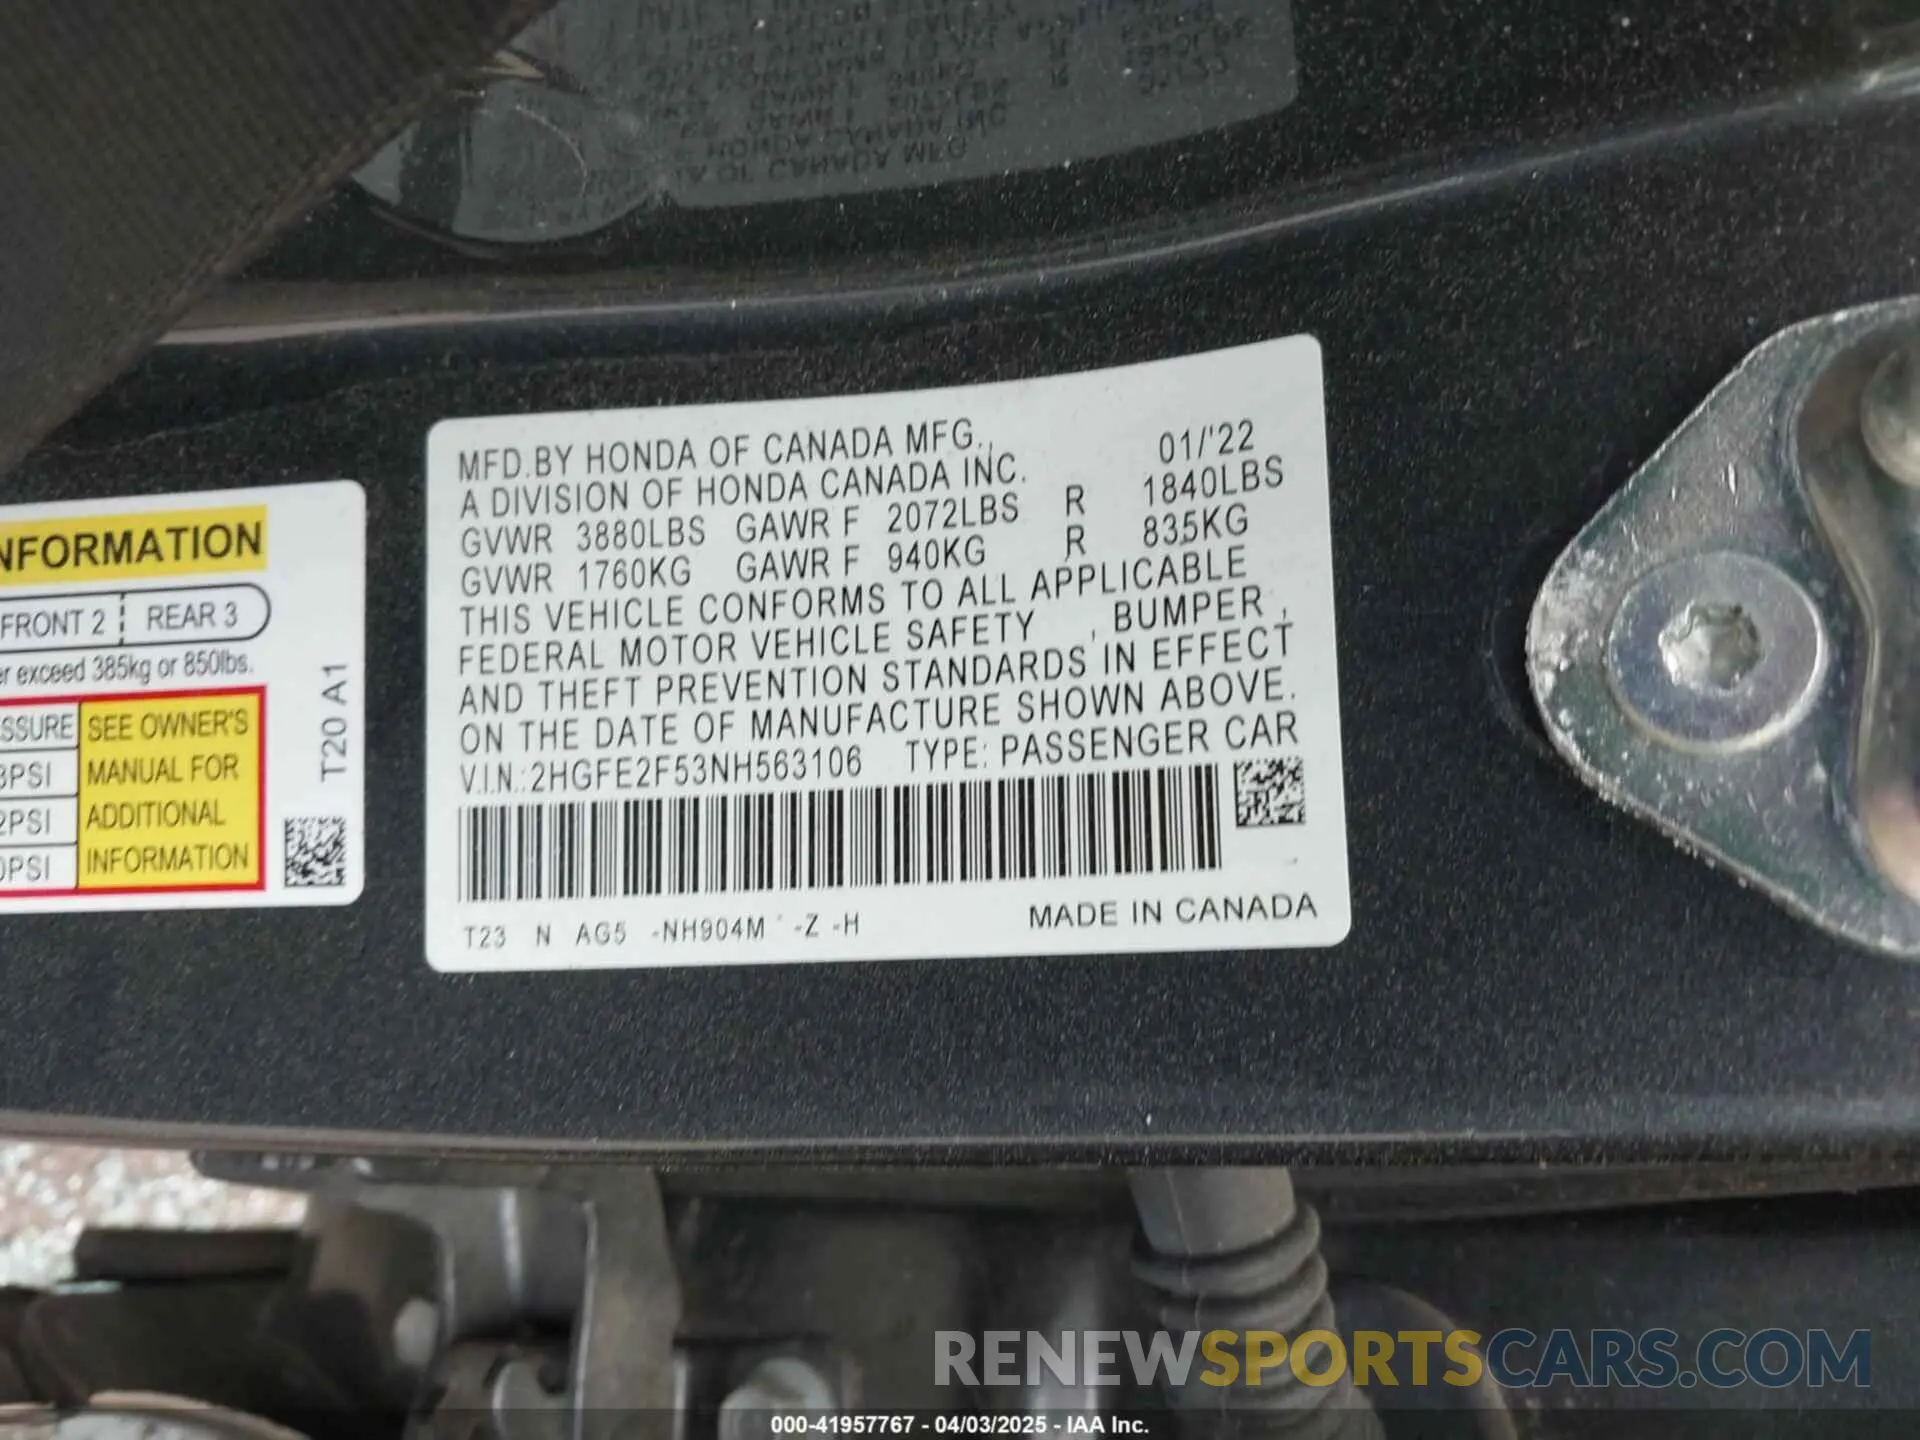 MFD.BY HONDA OF CANADA MFG., 01/'22
A DIVISION OF HONDA CANADA INC.
GVWR 3880LBS GAWR F 2072LBS R 1840LBS
GVWR 1760KG GAWR F 940KG R 835KG
THIS VEHICLE CONFORMS TO ALL APPLICABLE
FEDERAL MOTOR VEHICLE SAFETY , BUMPER ,
AND THEFT PREVENTION STANDARDS IN EFFECT
ON THE DATE OF MANUFACTURE SHOWN ABOVE.
V.I.N.:2HGFE2F53NH563106 TYPE: PASSENGER CAR
T23 N AG5 -NH904M -Z -H MADE IN CANADA
NFORMATION
FRONT 2 REAR 3
er exceed 385kg or 850lbs.
SSURE SEE OWNER'S
3PSI MANUAL FOR
2PSI ADDITIONAL
0PSI INFORMATION
T20 A1
RENEWSPORTSCARS.COM
000-41957767 - 04/03/2025 - IAA Inc.